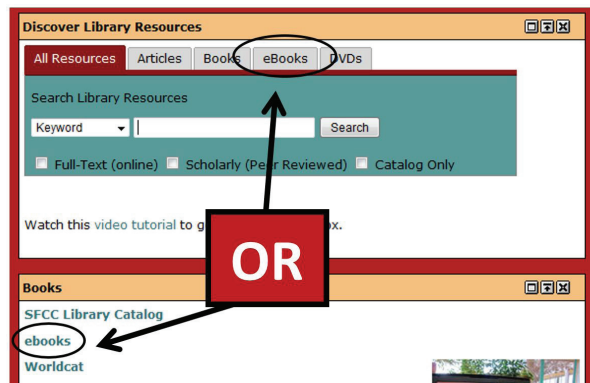 Discover Library Resources
All Resources Articles Books eBooks DVDs
Search Library Resources
Keyword Search
Full-Text (online) Scholarly (Peer Reviewed) Catalog Only
Watch this video tutorial to
OR
Books
SFCC Library Catalog
ebooks
Worldcat